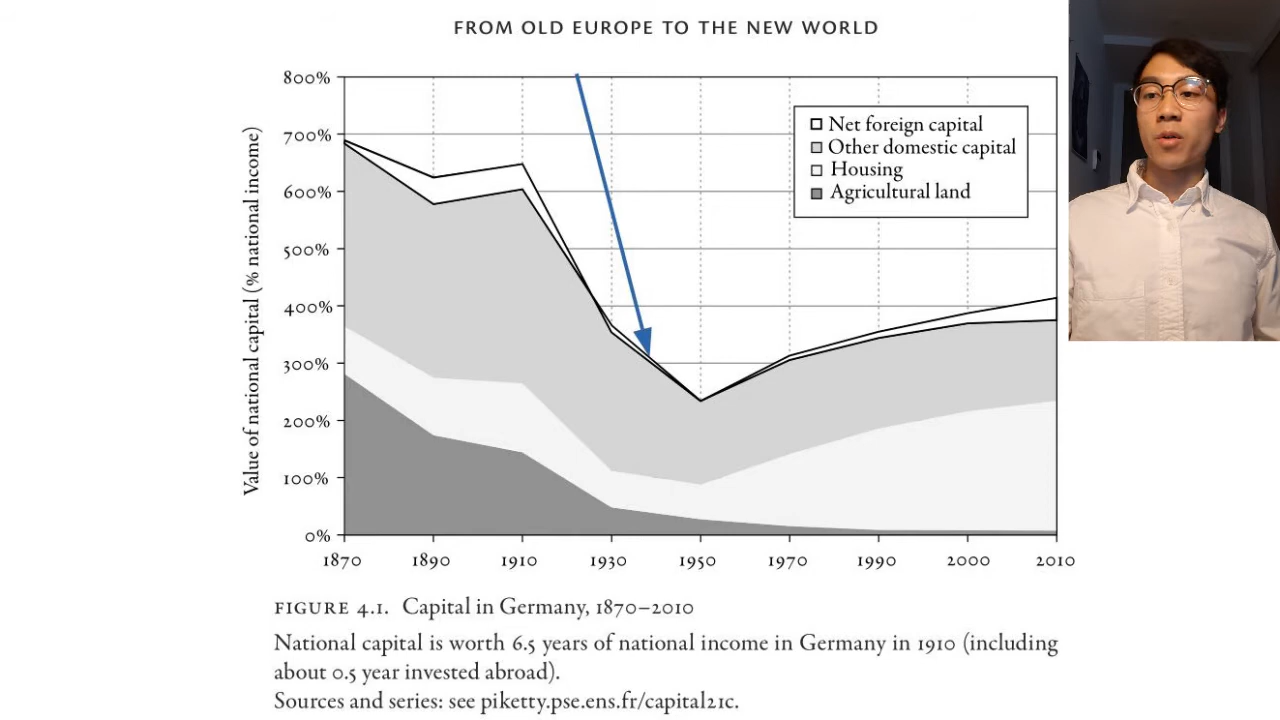 FROM OLD EUROPE TO THE NEW WORLD
Value of national capital (% national income)
800%
700%
600%
500%
400%
300%
200%
100%
0%
Net foreign capital
Other domestic capital
Housing
Agricultural land
1870 1890 1910 1930 1950 1970 1990 2000 2010
FIGURE 4.1. Capital in Germany, 1870–2010
National capital is worth 6.5 years of national income in Germany in 1910 (including
about 0.5 year invested abroad).
Sources and series: see piketty.pse.ens.fr/capital21c.